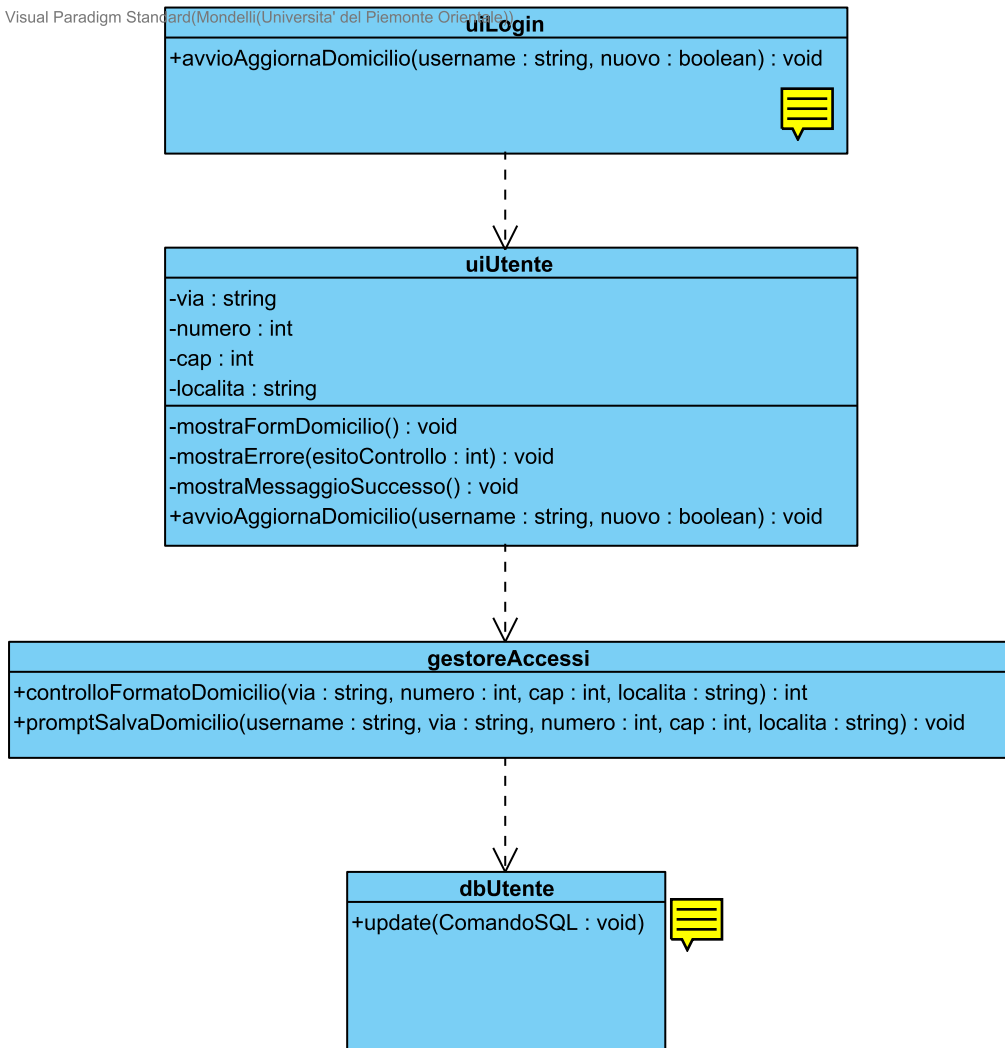 Visual Paradigm Standard(Mondelli(Universita' del Piemonte Orientale))
uiLogin
+avvioAggiornaDomicilio(username : string, nuovo : boolean) : void
uiUtente
-via : string
-numero : int
-cap : int
-localita : string
-mostraFormDomicilio() : void
-mostraErrore(esitoControllo : int) : void
-mostraMessaggioSuccesso() : void
+avvioAggiornaDomicilio(username : string, nuovo : boolean) : void
gestoreAccessi
+controlloFormatoDomicilio(via : string, numero : int, cap : int, localita : string) : int
+promptSalvaDomicilio(username : string, via : string, numero : int, cap : int, localita : string) : void
dbUtente
+update(ComandoSQL : void)